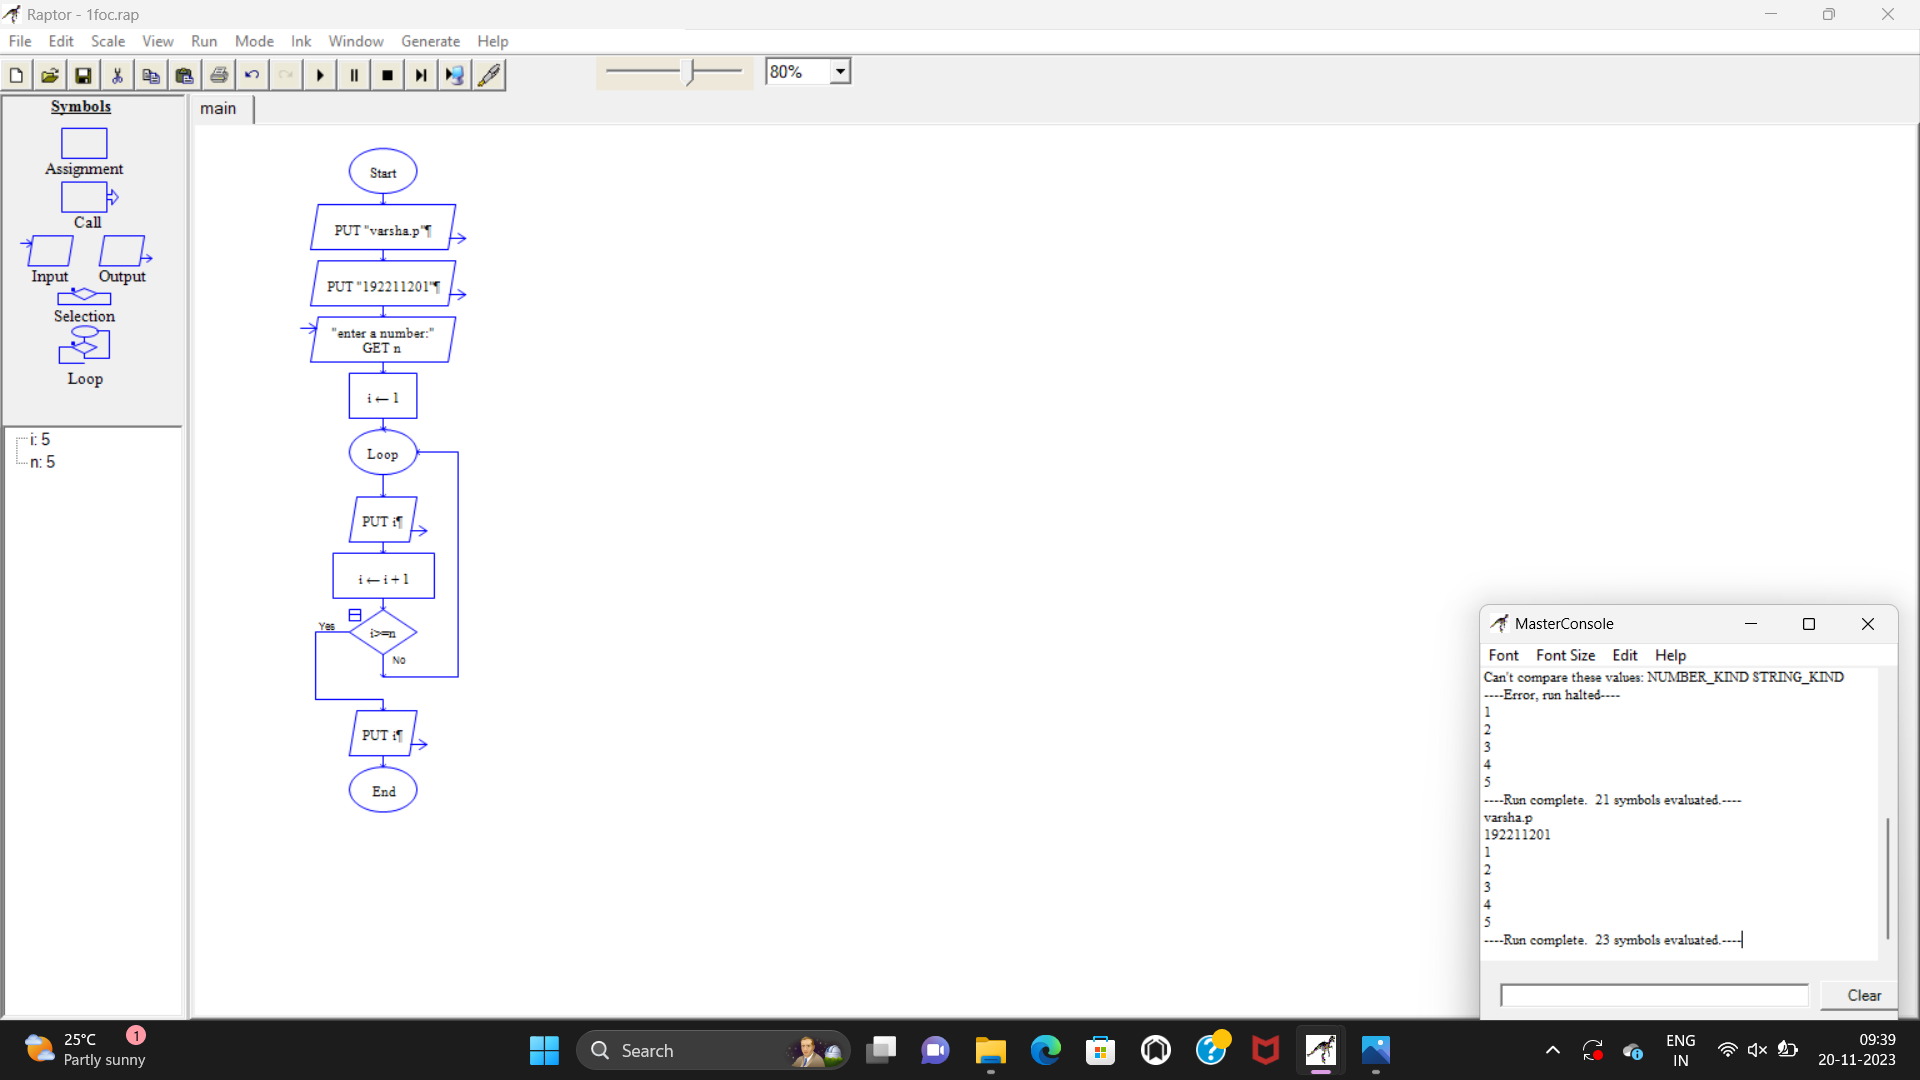 Raptor - 1foc.rap
File Edit Scale View Run Mode Ink Window Generate Help
80%
Symbols
Assignment
Call
Input Output
Selection
Loop
i: 5
n: 5
main
Start
PUT "varsha.p"¶
PUT "192211201"¶
"enter a number:"
GET n
i ← 1
Loop
PUT i¶
i ← i + 1
Yes
i>=n
No
PUT i¶
End
MasterConsole
Font Font Size Edit Help
Can't compare these values: NUMBER_KIND STRING_KIND
----Error, run halted----
1
2
3
4
5
----Run complete.  21 symbols evaluated.----
varsha.p
192211201
1
2
3
4
5
----Run complete.  23 symbols evaluated.----
Clear
25°C
1
Partly sunny
Search
ENG
IN
09:39
20-11-2023